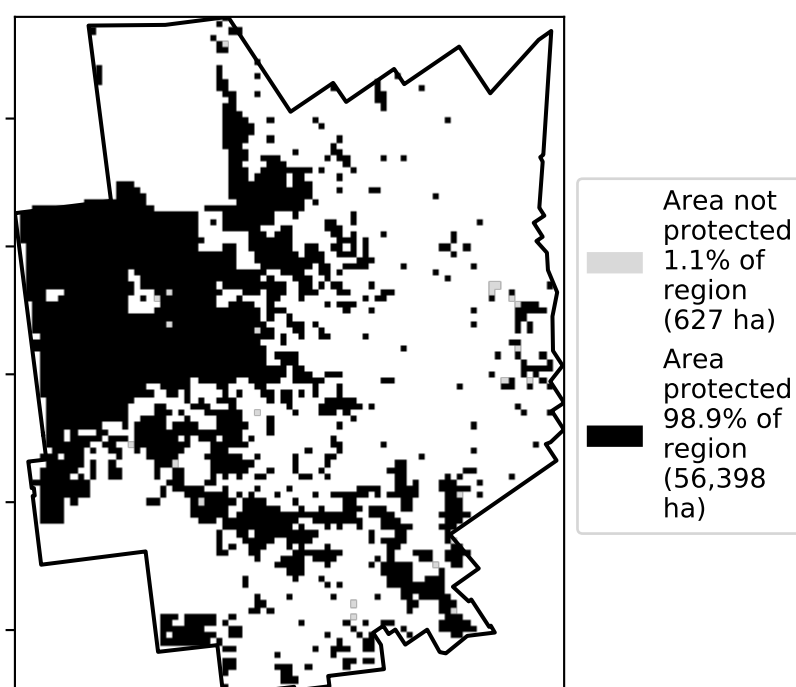 Area not
protected
1.1% of
region
(627 ha)
Area
protected
98.9% of
region
(56,398
ha)